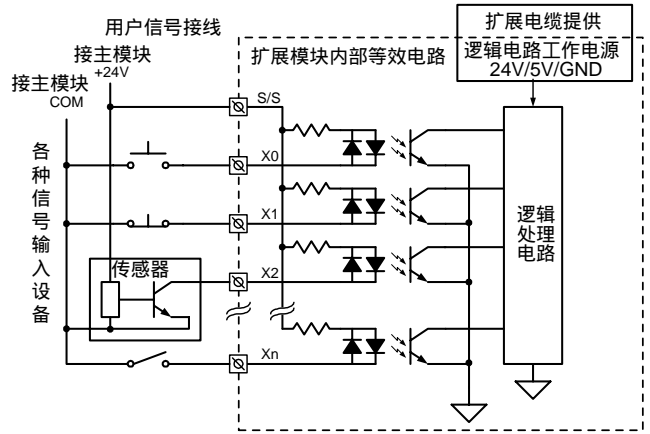 用户信号接线
扩展电缆提供
逻辑电路工作电源
24V/5V/GND
接主模块
+24V
接主模块
COM
扩展模块内部等效电路
S/S
X0
X1
X2
Xn
各种信号输入设备
传感器
逻辑
处理
电路